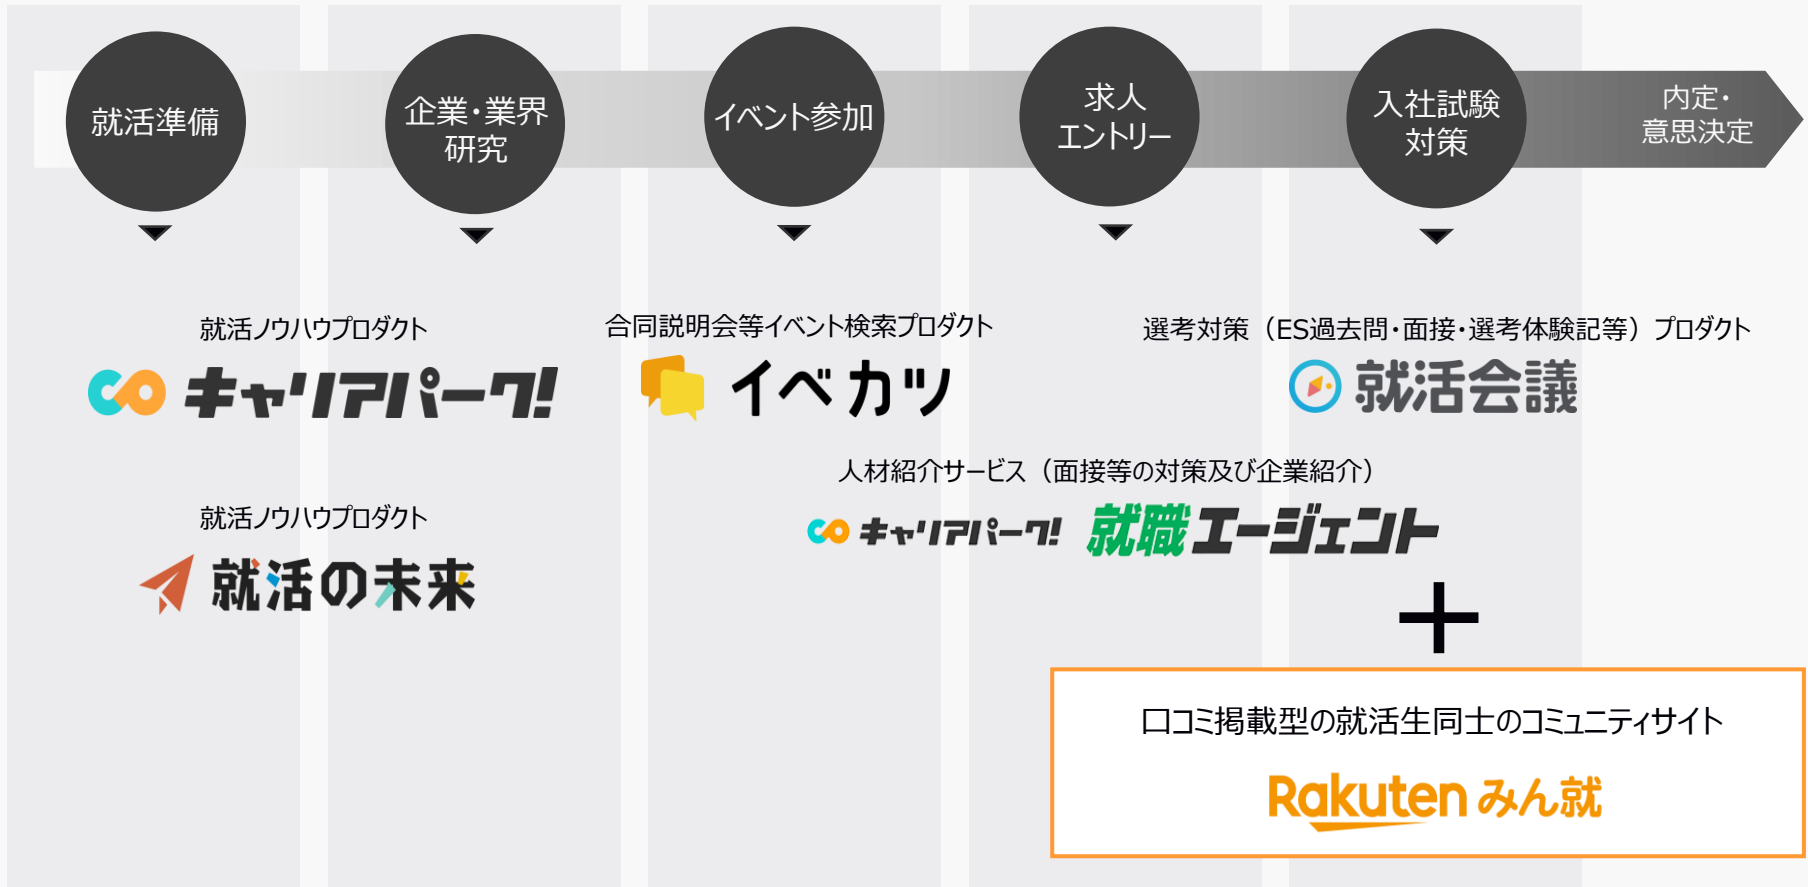 就活準備
企業・業界
研究
イベント参加
求人
エントリー
入社試験
対策
内定・
意思決定
就活ノウハウプロダクト
キャリアパーク!
就活ノウハウプロダクト
就活の未来
合同説明会等イベント検索プロダクト
イベカツ
選考対策（ES過去問・面接・選考体験記等）プロダクト
就活会議
人材紹介サービス（面接等の対策及び企業紹介）
キャリアパーク! 就職エージェント
+
口コミ掲載型の就活生同士のコミュニティサイト
Rakuten みん就